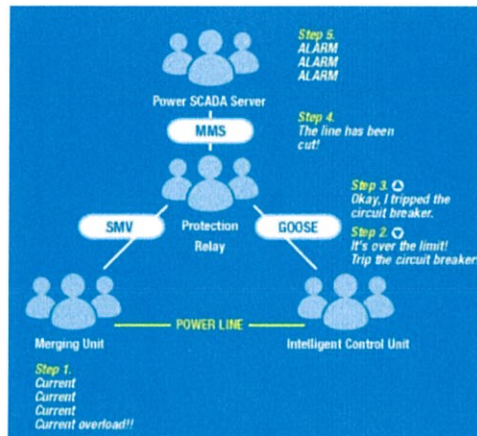 Step 5.
ALARM
ALARM
ALARM
Power SCADA Server
MMS
Step 4.
The line has been
cut!
Step 3.
Okay, I tripped the
circuit breaker.
SMV
Protection
Relay
GOOSE
Step 2.
It's over the limit!
Trip the circuit breaker
POWER LINE
Merging Unit
Intelligent Control Unit
Step 1.
Current
Current
Current
Current overload!!